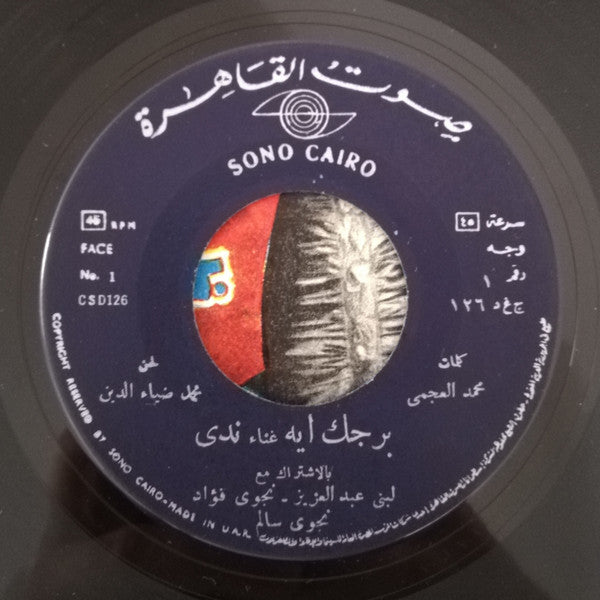 صوت القاهرة
SONO CAIRO
45 RPM
سرعة ٤٥
FACE
وجه
No. 1
رقم ١
CSD126
ج غ د ١٢٦
كلمات
لحن
محمد العجمى
محمد ضياء الدين
برجك ايه غناء ندى
بالاشتراك مع
لبنى عبد العزيز - نجوى فؤاد
نجوى سالم
COPYRIGHT RESERVED BY SONO CAIRO. MADE IN U.A.R.